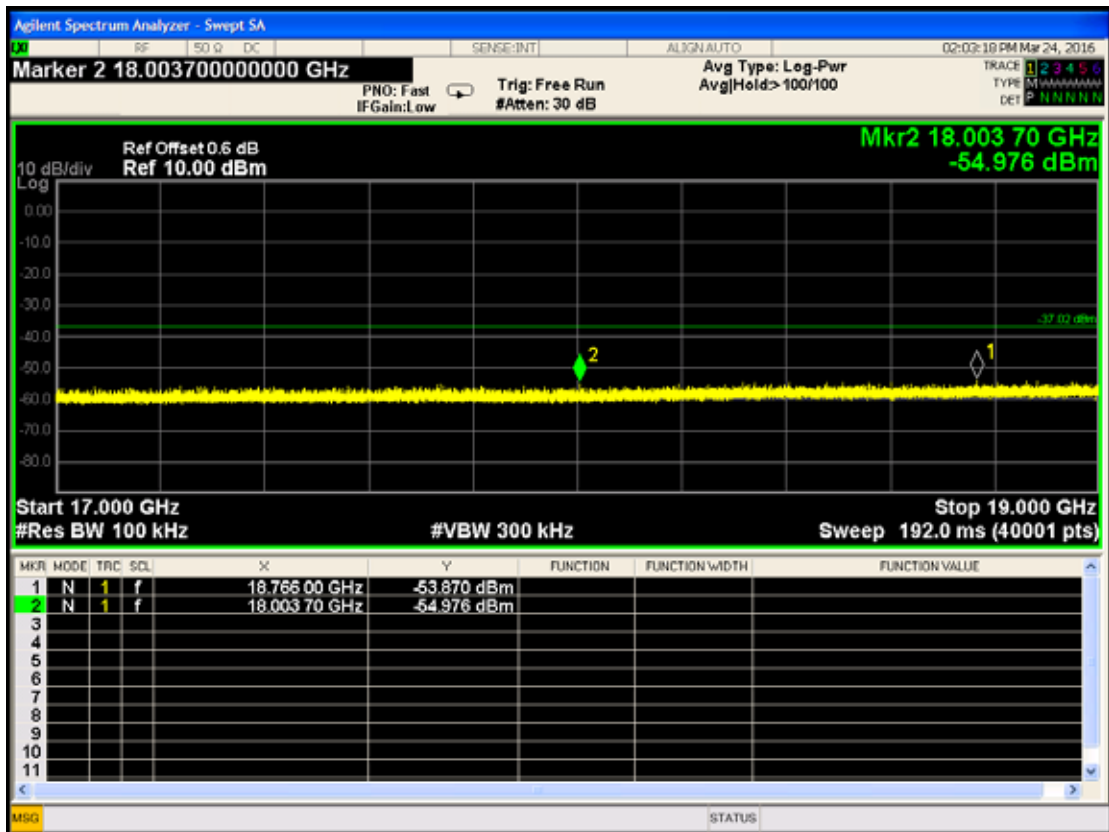 Agilent Spectrum Analyzer - Swept SA
LXI RF 50 Ω DC SENSE:INT ALIGN AUTO 02:03:18 PM Mar 24, 2016
Marker 2 18.003700000000 GHz
PNO: Fast
IFGain:Low
Trig: Free Run
#Atten: 30 dB
Avg Type: Log-Pwr
Avg|Hold:>100/100
TRACE 1 2 3 4 5 6
TYPE M
DET P N N N N N
Mkr2 18.003 70 GHz
-54.976 dBm
Ref Offset 0.6 dB
10 dB/div Ref 10.00 dBm
Log
0.00
-10.0
-20.0
-30.0
-37.02 dBm
-40.0
2
1
-50.0
-60.0
-70.0
-80.0
Start 17.000 GHz Stop 19.000 GHz
#Res BW 100 kHz #VBW 300 kHz Sweep 192.0 ms (40001 pts)
MKR MODE TRC SCL X Y FUNCTION FUNCTION WIDTH FUNCTION VALUE
1 N 1 f 18.766 00 GHz -53.870 dBm
2 N 1 f 18.003 70 GHz -54.976 dBm
3
4
5
6
7
8
9
10
11
MSG STATUS